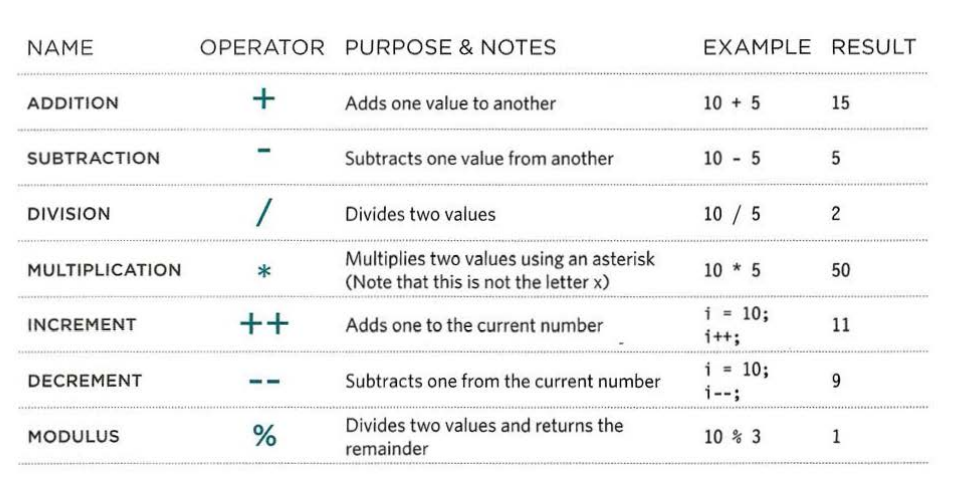 NAME OPERATOR PURPOSE & NOTES EXAMPLE RESULT
ADDITION + Adds one value to another 10 + 5 15
SUBTRACTION - Subtracts one value from another 10 - 5 5
DIVISION / Divides two values 10 / 5 2
MULTIPLICATION * Multiplies two values using an asterisk 10 * 5 50
(Note that this is not the letter x)
INCREMENT ++ Adds one to the current number i = 10; 11
i++;
DECREMENT -- Subtracts one from the current number i = 10; 9
i--;
MODULUS % Divides two values and returns the 10 % 3 1
remainder